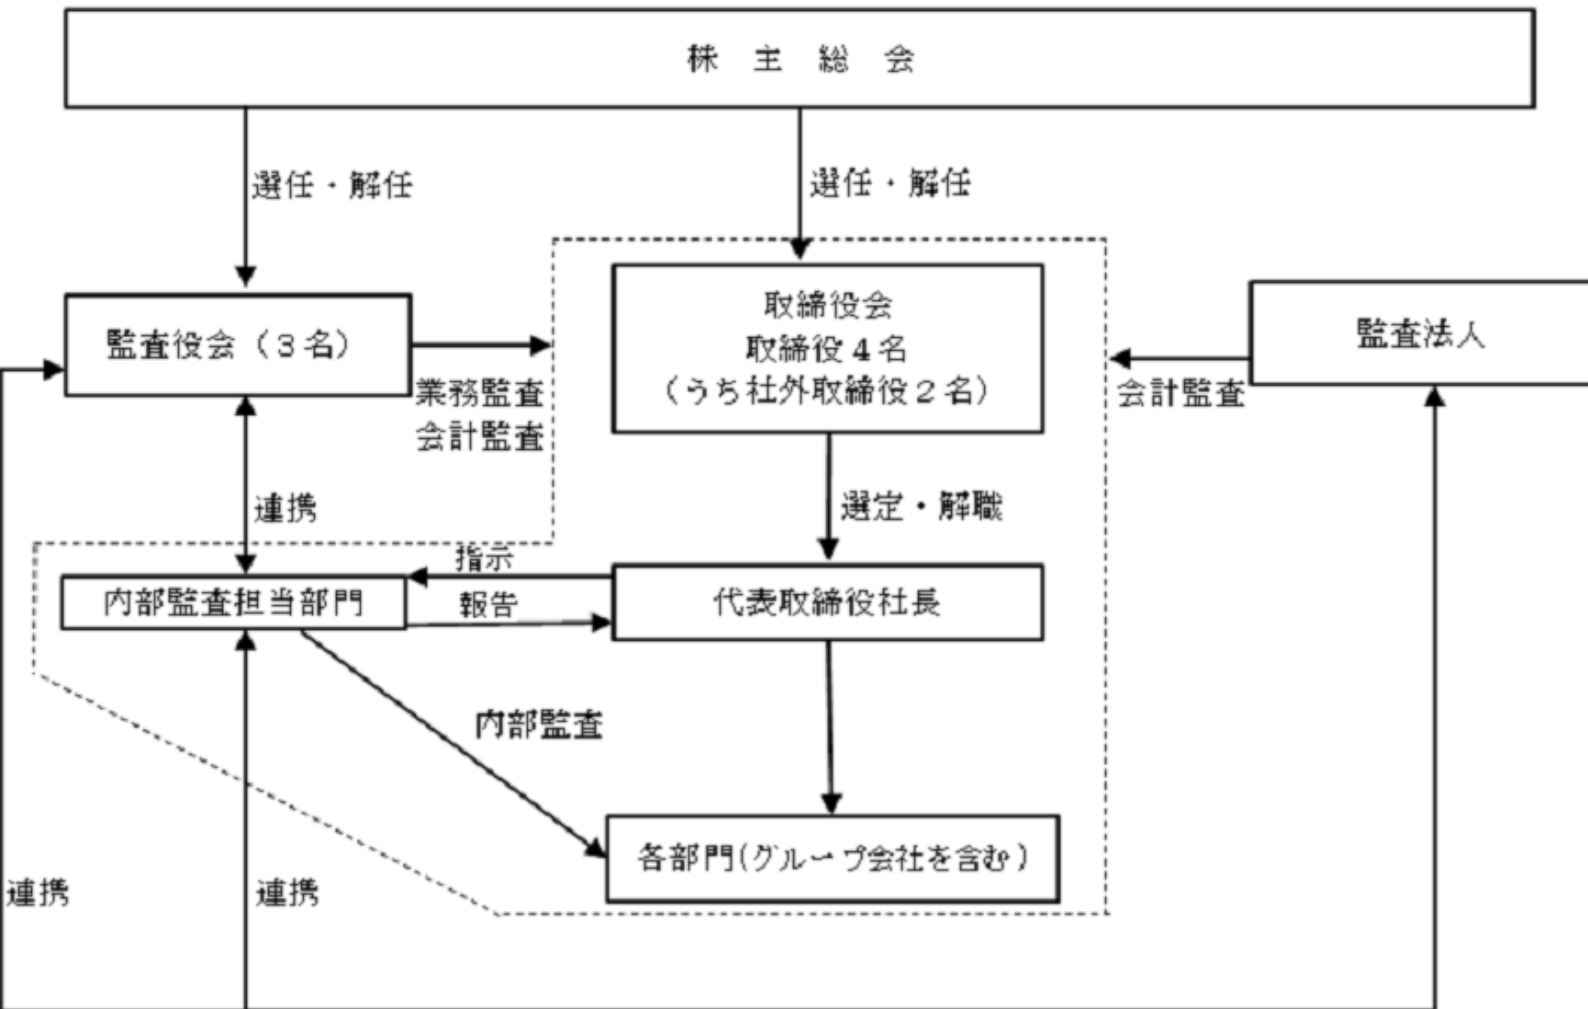 株主総会
選任・解任
選任・解任
監査役会（3名）
取締役会
取締役4名
（うち社外取締役2名）
監査法人
業務監査
会計監査
会計監査
連携
選定・解職
指示
内部監査担当部門
報告
代表取締役社長
内部監査
各部門(グループ会社を含む)
連携
連携